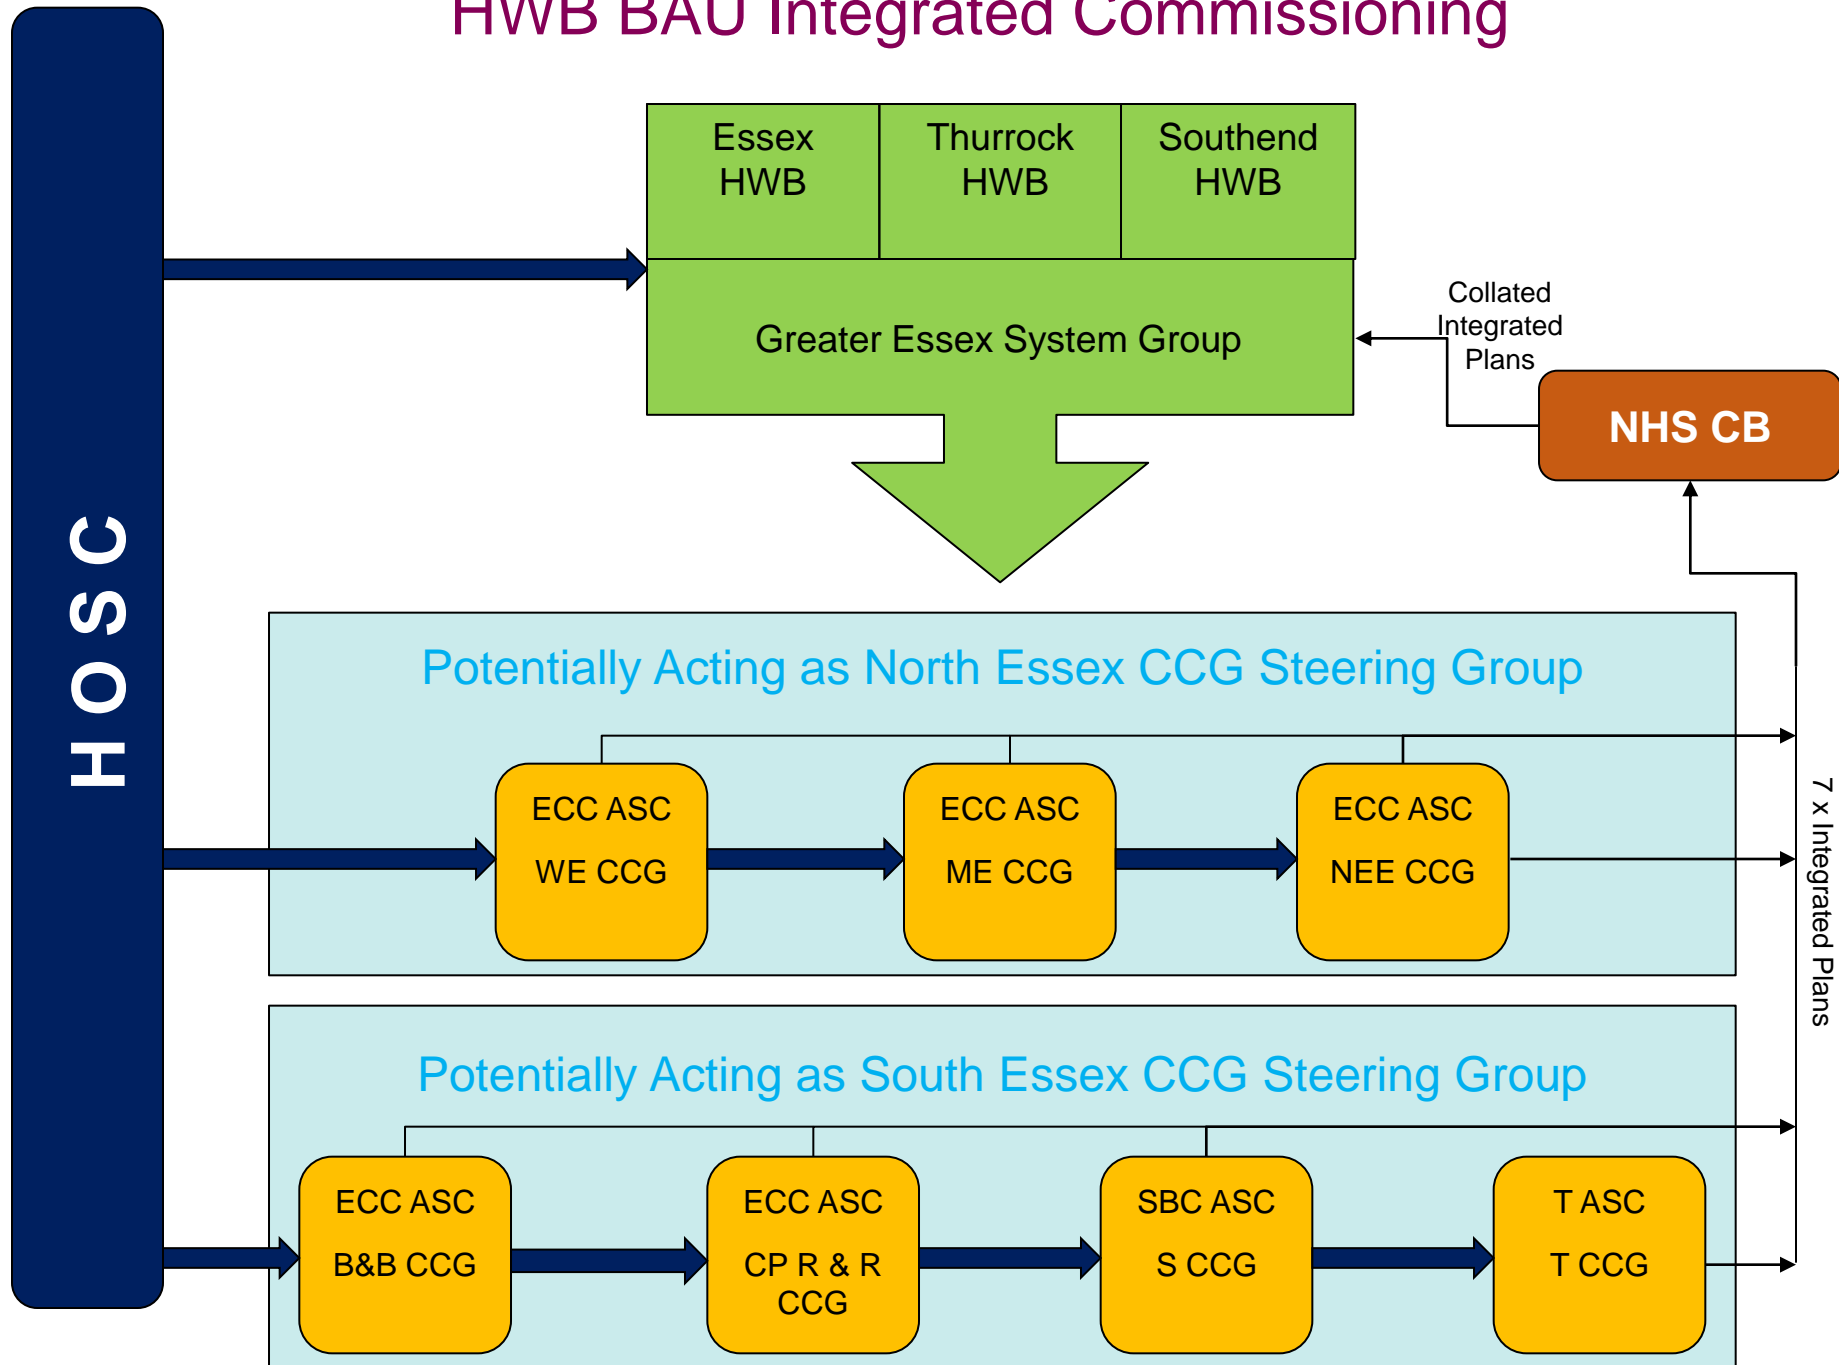 HWB BAU Integrated Commissioning
Essex
HWB
Thurrock
HWB
Southend
HWB
Greater Essex System Group
Collated
Integrated
Plans
NHS CB
H O S C
Potentially Acting as North Essex CCG Steering Group
ECC ASC
WE CCG
ECC ASC
ME CCG
ECC ASC
NEE CCG
7 x Integrated Plans
Potentially Acting as South Essex CCG Steering Group
ECC ASC
B&B CCG
ECC ASC
CP R & R
CCG
SBC ASC
S CCG
T ASC
T CCG